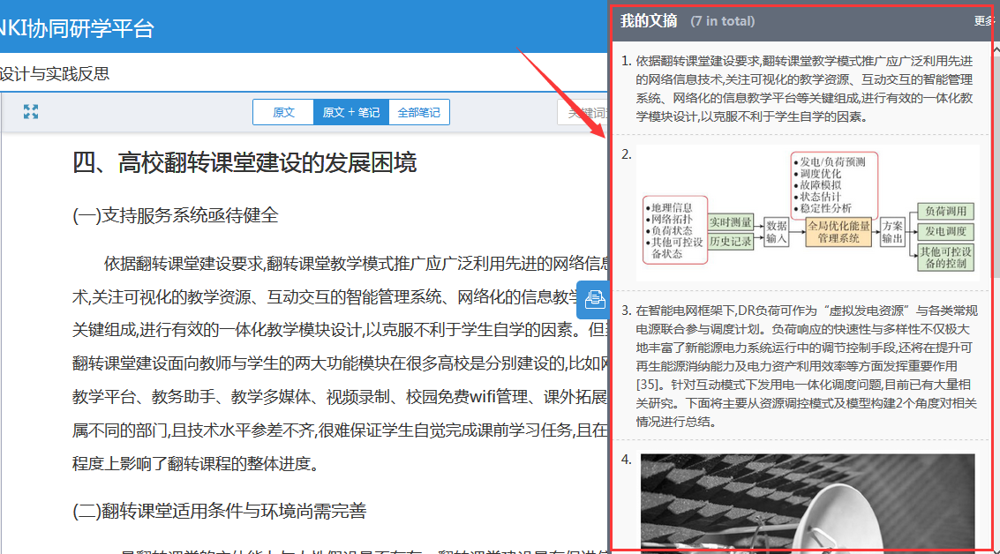 NKI协同研学平台
设计与实践反思
原文
原文 + 笔记
全部笔记
关键词
四、高校翻转课堂建设的发展困境
(一)支持服务系统亟待健全
依据翻转课堂建设要求,翻转课堂教学模式推广应广泛利用先进的网络信息
术,关注可视化的教学资源、互动交互的智能管理系统、网络化的信息教学
关键组成,进行有效的一体化教学模块设计,以克服不利于学生自学的因素。但
翻转课堂建设面向教师与学生的两大功能模块在很多高校是分别建设的,比如
教学平台、教务助手、教学多媒体、视频录制、校园免费wifi管理、课外拓展
属不同的部门,且技术水平参差不齐,很难保证学生自觉完成课前学习任务,且在
程度上影响了翻转课程的整体进度。
(二)翻转课堂适用条件与环境尚需完善
我的文摘 (7 in total)
更多
1. 依据翻转课堂建设要求,翻转课堂教学模式推广应广泛利用先进
的网络信息技术,关注可视化的教学资源、互动交互的智能管理
系统、网络化的信息教学平台等关键组成,进行有效的一体化教
学模块设计,以克服不利于学生自学的因素。
2.
•地理信息
•网络拓扑
•负荷状态
•其他可控设
备状态
实时测量
历史记录
数据
输入
•发电/负荷预测
•调度优化
•故障模拟
•状态估计
•稳定性分析
全局优化能量
管理系统
方案
输出
负荷调用
发电调度
其他可控设
备的控制
3. 在智能电网框架下,DR负荷可作为“虚拟发电资源”与各类常规
电源联合参与调度计划。负荷响应的快速性与多样性不仅极大
地丰富了新能源电力系统运行中的调节控制手段,还将在提升可
再生能源消纳能力及电力资产利用效率等方面发挥重要作用
[35]。针对互动模式下发用电一体化调度问题,目前已有大量相
关研究。下面将主要从资源调控模式及模型构建2个角度对相关
情况进行总结。
4.